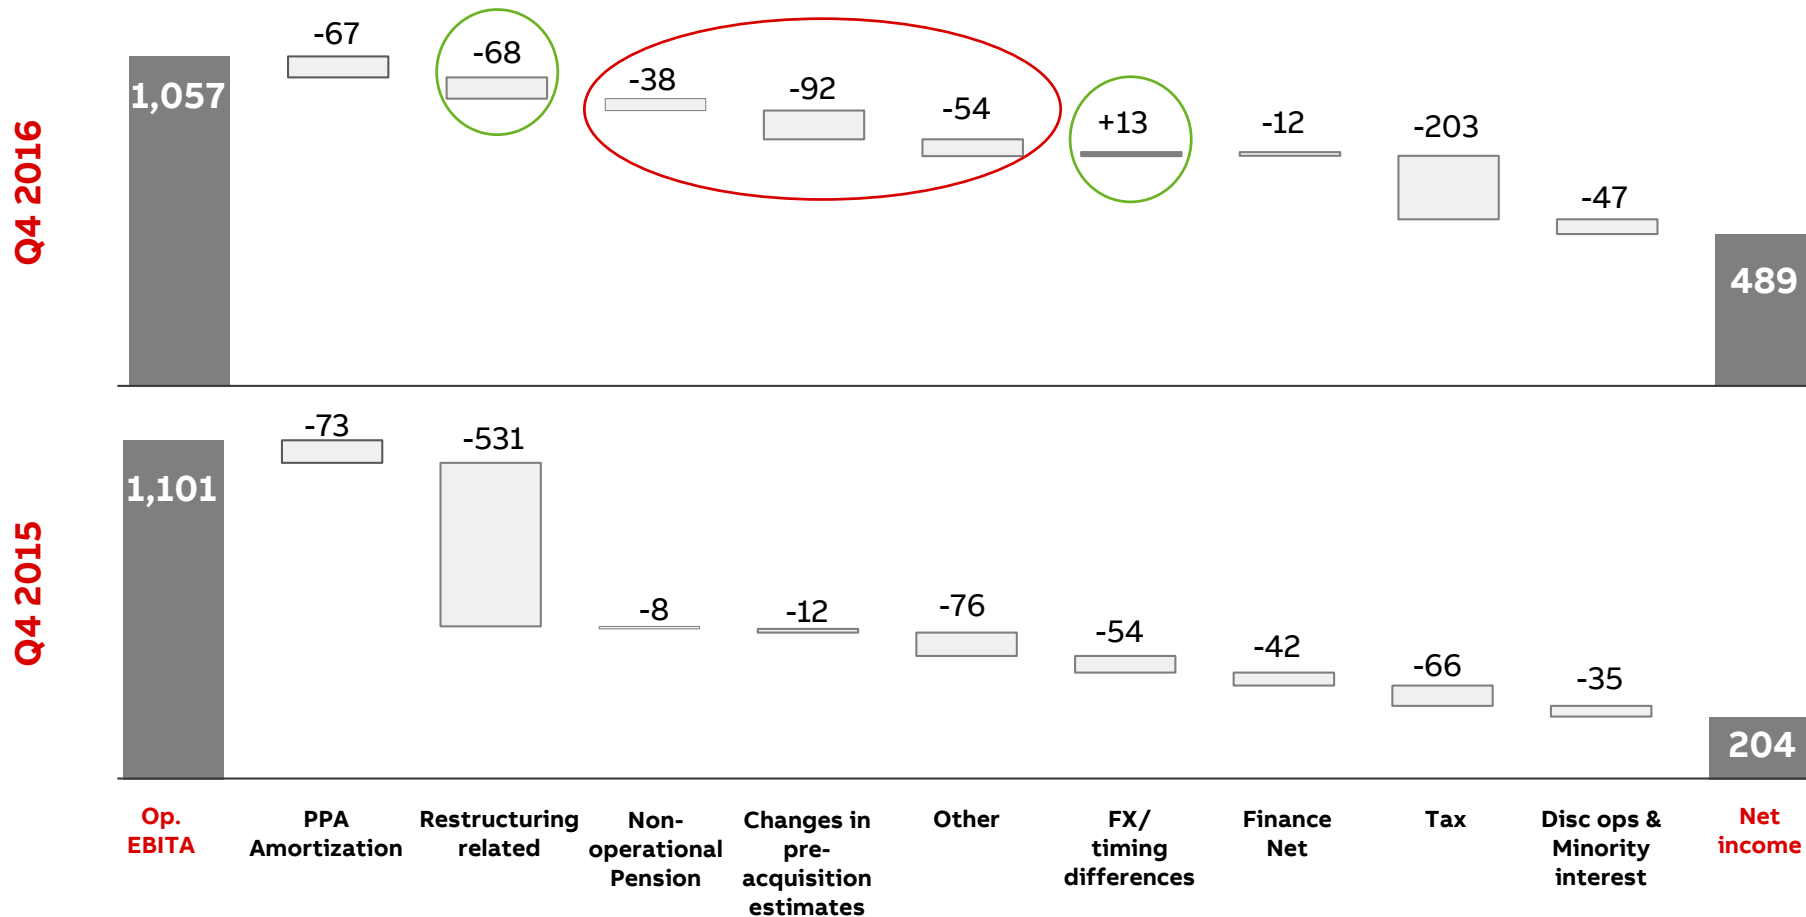 Q4 2016
1,057
-67
-68
-38
-92
-54
+13
-12
-203
-47
489
Q4 2015
1,101
-73
-531
-8
-12
-76
-54
-42
-66
-35
204
Op.
EBITA
PPA
Amortization
Restructuring
related
Non-
operational
Pension
Changes in
pre-
acquisition
estimates
Other
FX/
timing
differences
Finance
Net
Tax
Disc ops &
Minority
interest
Net
income